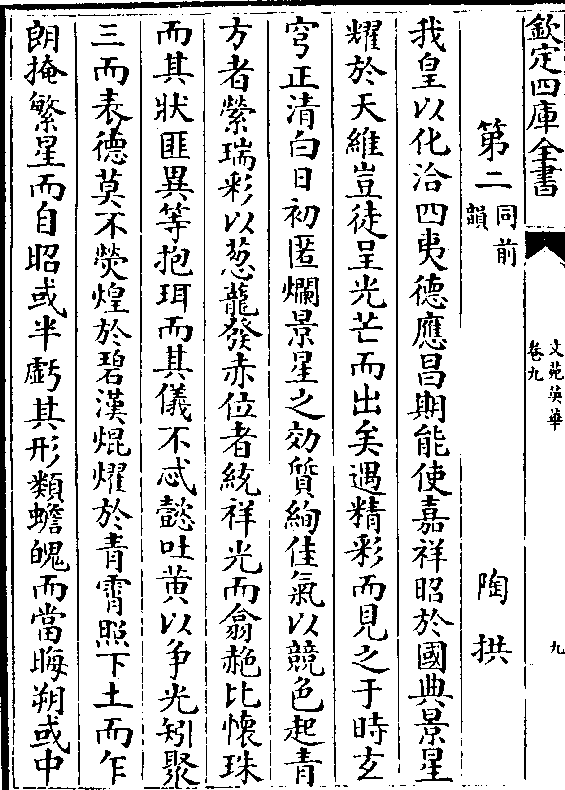 欽定四庫全書
文苑英華
卷九
九
第二 同前韻 陶拱
我皇以化洽四夷德應昌期能使嘉祥昭於國典景星
耀於天維豈徒呈光芒而出矣遇精彩而見之于時玄
穹正清白日初匿爛景星之効質絢佳氣以競色起青
方者縈瑞彩以葱蘢發赤位者統祥光而翕赩比懷珠
而其狀匪異等抱珥而其儀不忒懿吐黄以争光矧聚
三而表德莫不熒煌於碧漢焜燿於青霄照下土而乍
朗掩繁星而自昭或半虧其形類蟾魄而當晦朔或中